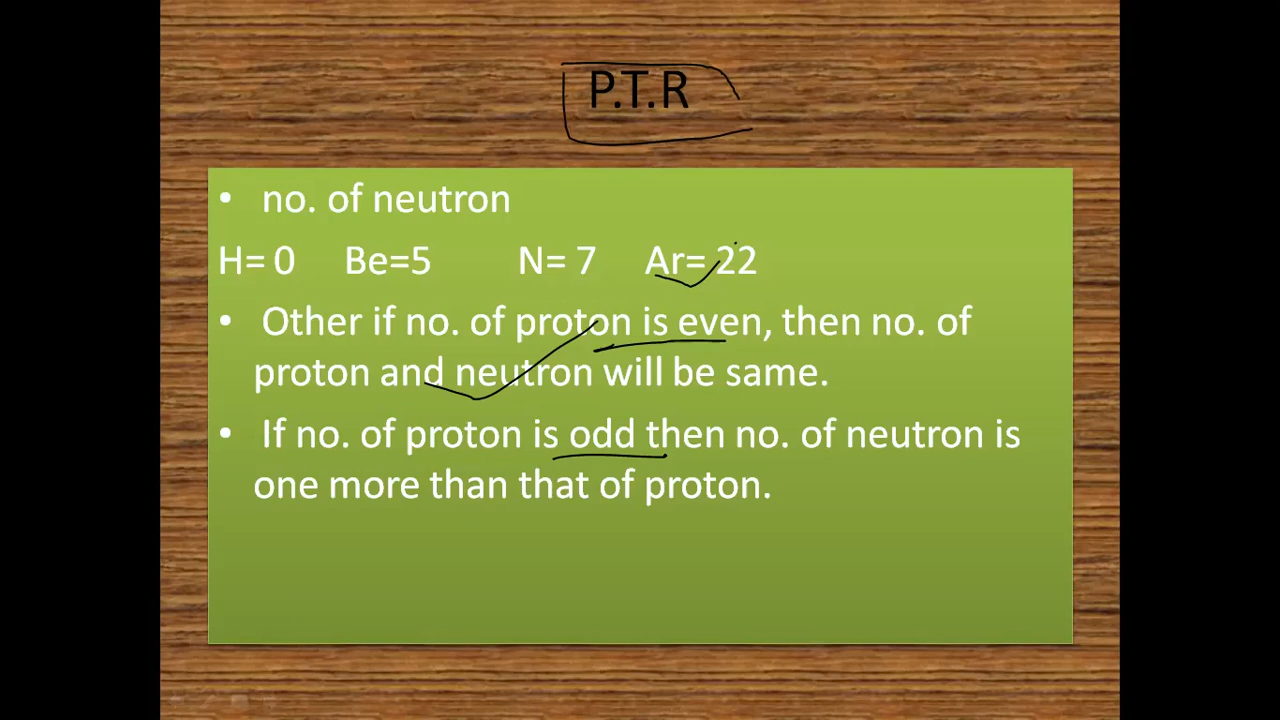 P.T.R
• no. of neutron
H= 0 Be=5 N= 7 Ar= 22
• Other if no. of proton is even, then no. of
proton and neutron will be same.
• If no. of proton is odd then no. of neutron is
one more than that of proton.